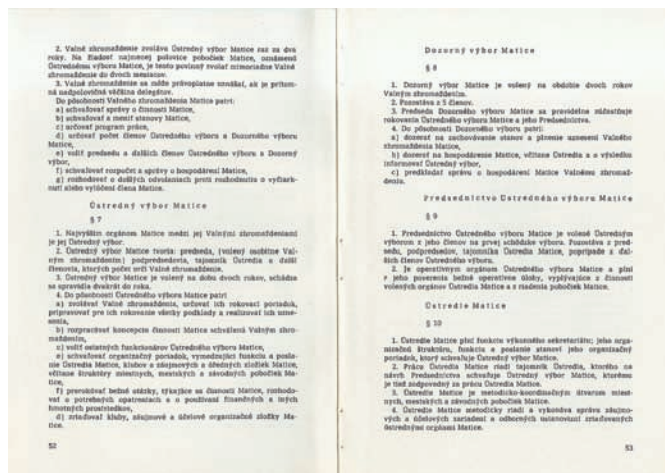 2. Valné zhromaždenie zvoláva Ústredný výbor Matice raz za dva
roky. Na žiadosť najmenej polovice pobočiek Matice, oznámenú
Ústrednému výboru Matice, je tento povinný zvolať mimoriadne Valné
zhromaždenie do dvoch mesiacov.
3. Valné zhromaždenie sa môže právoplatne uznášať, ak je prítom-
ná nadpolovičná väčšina delegátov.
Do pôsobnosti Valného zhromaždenia Matice patrí:
a) schvaľovať správy o činnosti Matice,
b) schvaľovať a meniť stanovy Matice,
c) určovať program práce,
d) určovať počet členov Ústredného výboru a Dozorného výboru
Matice,
e) voliť predsedu a ďalších členov Ústredného výboru a Dozorný
výbor,
f) schvaľovať rozpočet a správy o hospodárení Matice,
g) rozhodovať o došlých odvolaniach proti rozhodnutiu o vyčiark-
nutí alebo vylúčení člena Matice.
Ústredný výbor Matice
§ 7
1. Najvyšším orgánom Matice medzi jej Valnými zhromaždeniami
je jej Ústredný výbor.
2. Ústredný výbor Matice tvoria: predseda, (volený osobitne Val-
ným zhromaždením) podpredsedovia, tajomník Ústredia a ďalší
členovia, ktorých počet určí Valné zhromaždenie.
3. Ústredný výbor Matice je volený na dobu dvoch rokov, schádza
sa spravidla dvakrát do roka.
4. Do pôsobnosti Ústredného výboru Matice patrí
a) zvolávať Valné zhromaždenia, určovať ich rokovací poriadok,
pripravovať pre ich rokovanie všetky podklady a realizovať ich uzne-
senia,
b) rozpracúvať koncepciu činnosti Matice schválenú Valným zhro-
maždením,
c) voliť ostatných funkcionárov Ústredného výboru Matice,
e) schvaľovať organizačný poriadok, vymedzujúci funkciu a posla-
nie Ústredia Matice, klubov a záujmových a úželných zložiek Matice,
včítane štruktúry miestnych, mestských a závodných pobočiek Ma-
tice,
f) prerokúvať bežné otázky, týkajúce sa činnosti Matice, rozhodo-
vať o potrebných opatreniach a o používaní finančných a iných
hmotných prostriedkov,
d) zriaďovať kluby, záujmové a účelové organizačné zložky Ma-
tice.
52
Dozorný výbor Matice
§ 8
1. Dozorný výbor Matice je volený na obdobie dvoch rokov
Valným zhromaždením.
2. Pozostáva z 5 členov.
3. Predseda Dozorného výboru Matice sa pravidelne zúčastňuje
rokovania Ústredného výboru Matice a jeho Predsedníctva.
4. Do pôsobnosti Dozorného výboru patrí:
a) dozerať na zachovávanie stanov a plnenie uznesení Valného
zhromaždenia Matice,
b) dozerať na hospodárenie Matice, včítane Ústredia a o výsledku
informovať Ústredný výbor,
c) predkladať správu o hospodárení Matice Valnému zhromaž-
deniu.
Predsedníctvo Ústredného výboru Matice
§ 9
1. Predsedníctvo Ústredného výboru Matice je volené Ústredným
výborom z jeho členov na prvej schôdzke výboru. Pozostáva z pred-
sedu, podpredsedov, tajomníka Ústredia Matice, poprípade z ďal-
ších členov Ústredného výboru.
2. Je operatívnym orgánom Ústredného výboru Matice a plní
z jeho poverenia bežné operatívne úlohy, vyplývajúce z činnosti
volených orgánov Ústredia Matice a z riadenia pobočiek Matice.
Ústredie Matice
§ 10
1. Ústredie Matice plní funkciu výkonného sekretariátu; jeho orga-
nizačnú štruktúru, funkciu a poslanie stanoví jeho organizačný
poriadok, ktorý schvaľuje Ústredný výbor Matice.
2. Prácu Ústredia Matice riadi tajomník Ústredia, ktorého na
návrh Predsedníctva schvaľuje Ústredný výbor Matice, ktorému
je tiež zodpovedný za prácu Ústredia Matice.
3. Ústredie Matice je metodicko-koordinačným útvarom miest-
nych, mestských a závodných pobočiek Matice.
4. Ústredie Matice metodicky riadi a vykonáva správu záujmo-
vých a účelových zariadení a odborných ustanovizní zriaďovaných
ústrednými orgánmi Matice.
53